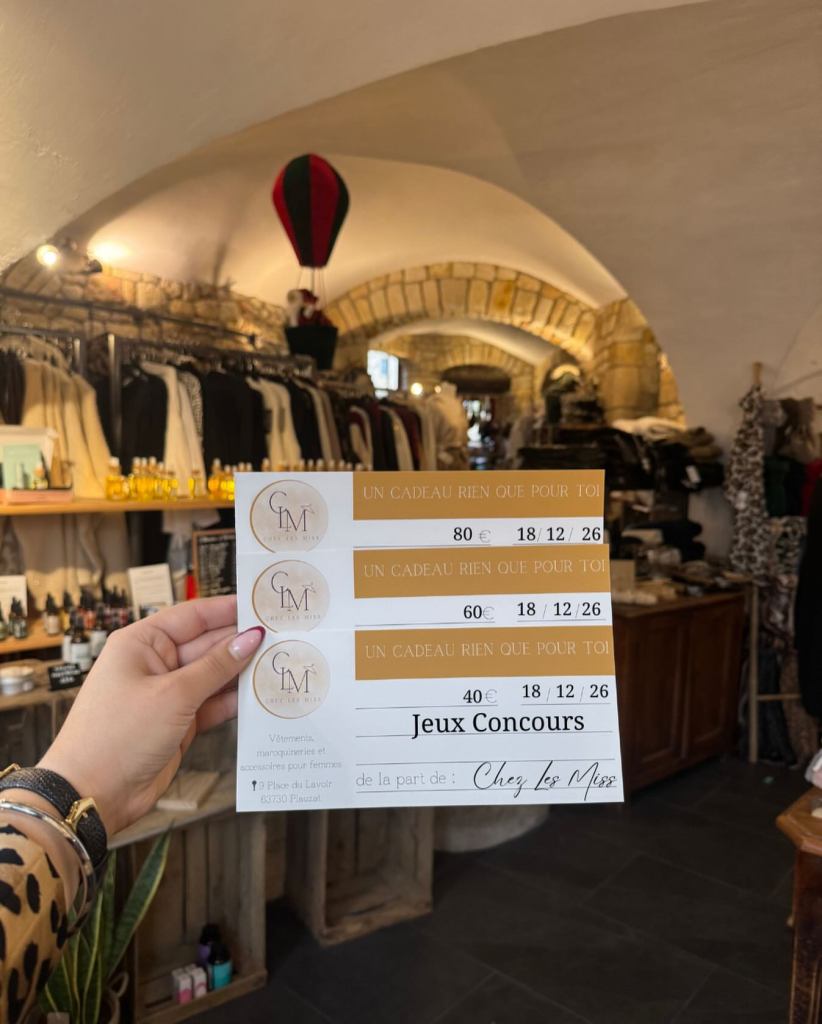 CLM
CHEZ LES MISS
UN CADEAU RIEN QUE POUR TOI
80 € 18/ 12/ 26
CLM
CHEZ LES MISS
UN CADEAU RIEN QUE POUR TOI
60€ 18 / 12/26
CLM
CHEZ LES MISS
UN CADEAU RIEN QUE POUR TOI
40€ 18 / 12 / 26
Jeux Concours
Vêtements,
maroquineries et
accessoires pour femmes
9 Place du Lavoir
63730 Plauzat
de la part de : Chez Les Miss